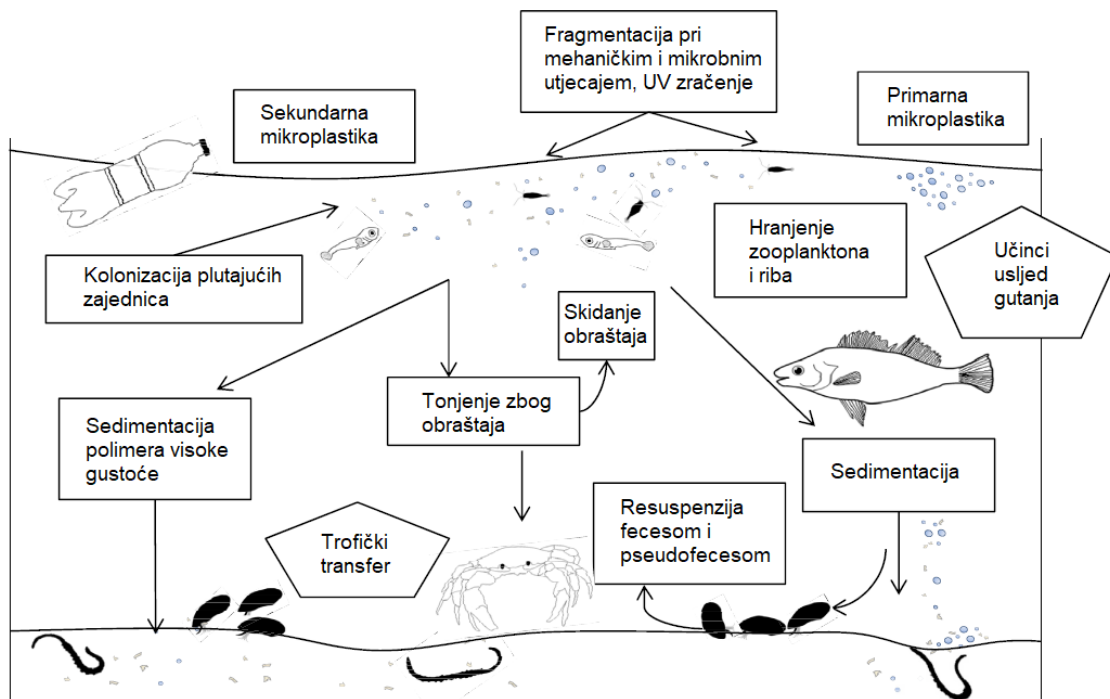 Fragmentacija pri
mehaničkim i mikrobnim
utjecajem, UV zračenje
Sekundarna
mikroplastika
Primarna
mikroplastika
Kolonizacija plutajućih
zajednica
Hranjenje
zooplanktona
i riba
Učinci
usljed
gutanja
Skidanje
obraštaja
Tonjenje zbog
obraštaja
Sedimentacija
polimera visoke
gustoće
Sedimentacija
Resuspenzija
fecesom i
pseudofecesom
Trofički
transfer